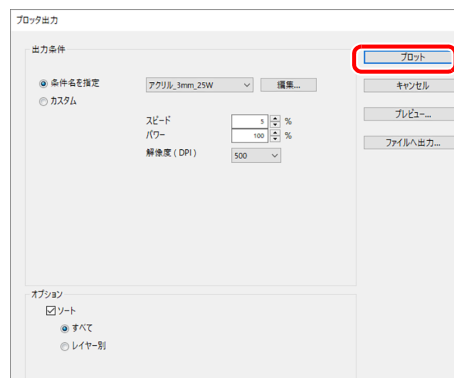 プロッタ出力
出力条件
条件名を指定
アクリル_3mm_25W
編集...
カスタム
スピード
5
%
パワー
100
%
解像度 ( DPI )
500
プロット
キャンセル
プレビュー...
ファイルへ出力...
オプション
ソート
すべて
レイヤー別